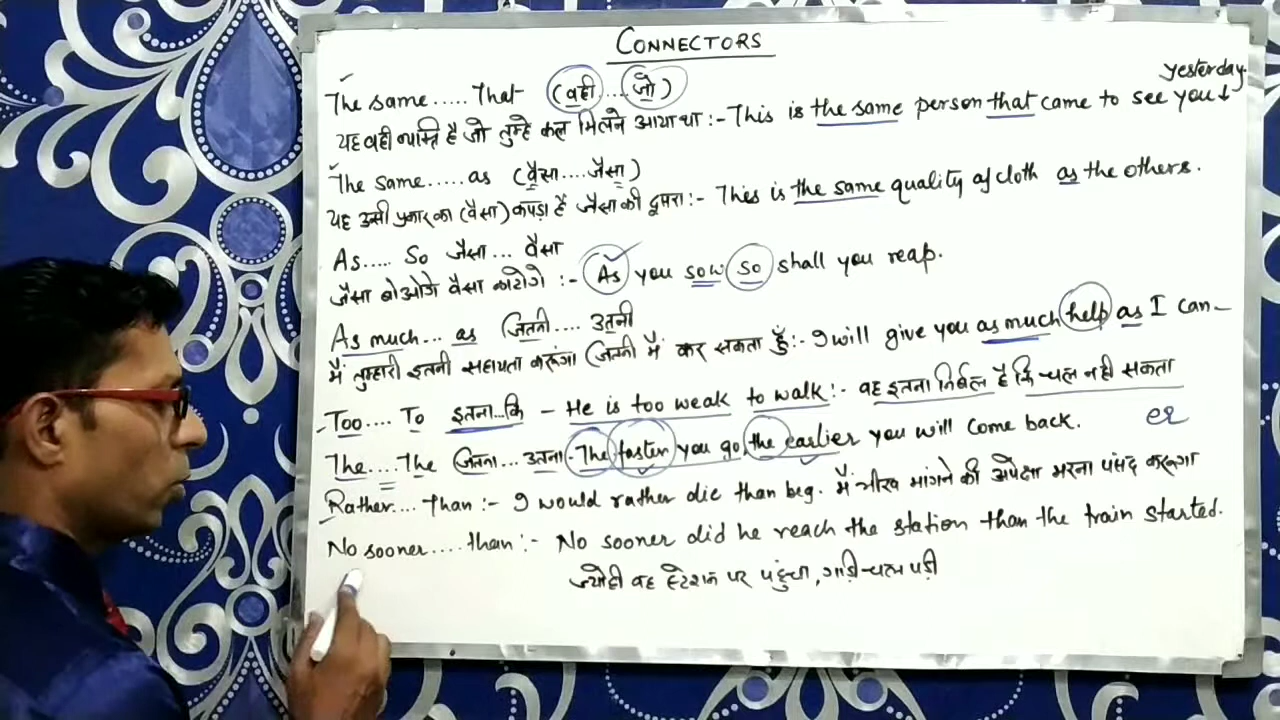 CONNECTORS
The same..... That (वही....जो)
yesterday
यह वही व्यक्ति है जो तुम्हे कल मिलने आया था :- This is the same person that came to see you ↓
The same..... as (वैसा....जैसा)
यह उसी प्रकार का (वैसा) कपड़ा है जैसा की दूसरा:- This is the same quality of cloth as the others.
As..... So जैसा... वैसा
जैसा बोओगे वैसा काटोगे :- As you sow so shall you reap.
As much... as जितनी.... उतनी
मैं तुम्हारी इतनी सहायता करूंगा जितनी मैं कर सकता हूँ:- I will give you as much help as I can-
Too.... To इतना...कि - He is too weak to walk:- वह इतना निर्बल है कि चल नही सकता
The....The जितना... उतना- The faster you go, the earlier you will come back. er
Rather.... Than :- I would rather die than beg. मैं भीख मांगने की अपेक्षा मरना पसंद करूंगा
No sooner.... than:- No sooner did he reach the station than the train started.
ज्योही वह स्टेशन पर पहुंचा, गाड़ी चल पड़ी